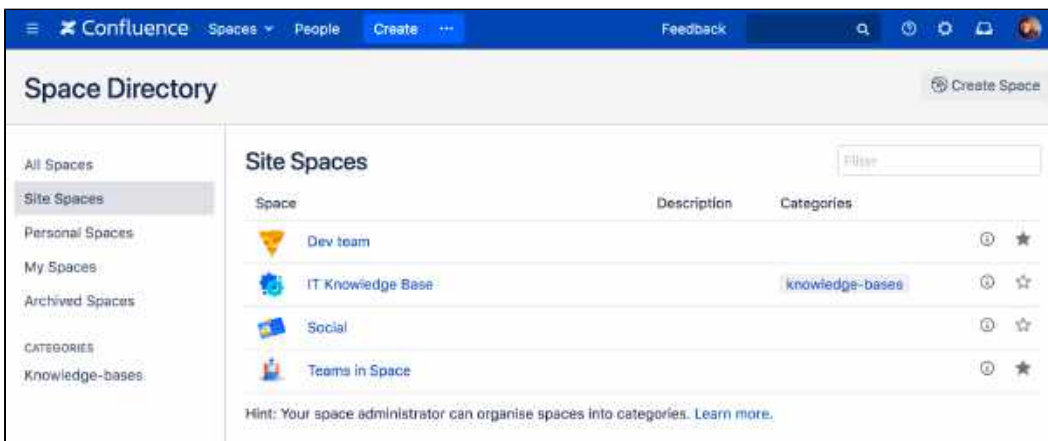 Confluence Spaces People Create ... Feedback
Space Directory
Create Space
All Spaces
Site Spaces
Personal Spaces
My Spaces
Archived Spaces
CATEGORIES
Knowledge-bases
Site Spaces
Filter
Space Description Categories
Dev team
IT Knowledge Base knowledge-bases
Social
Teams in Space
Hint: Your space administrator can organise spaces into categories. Learn more.